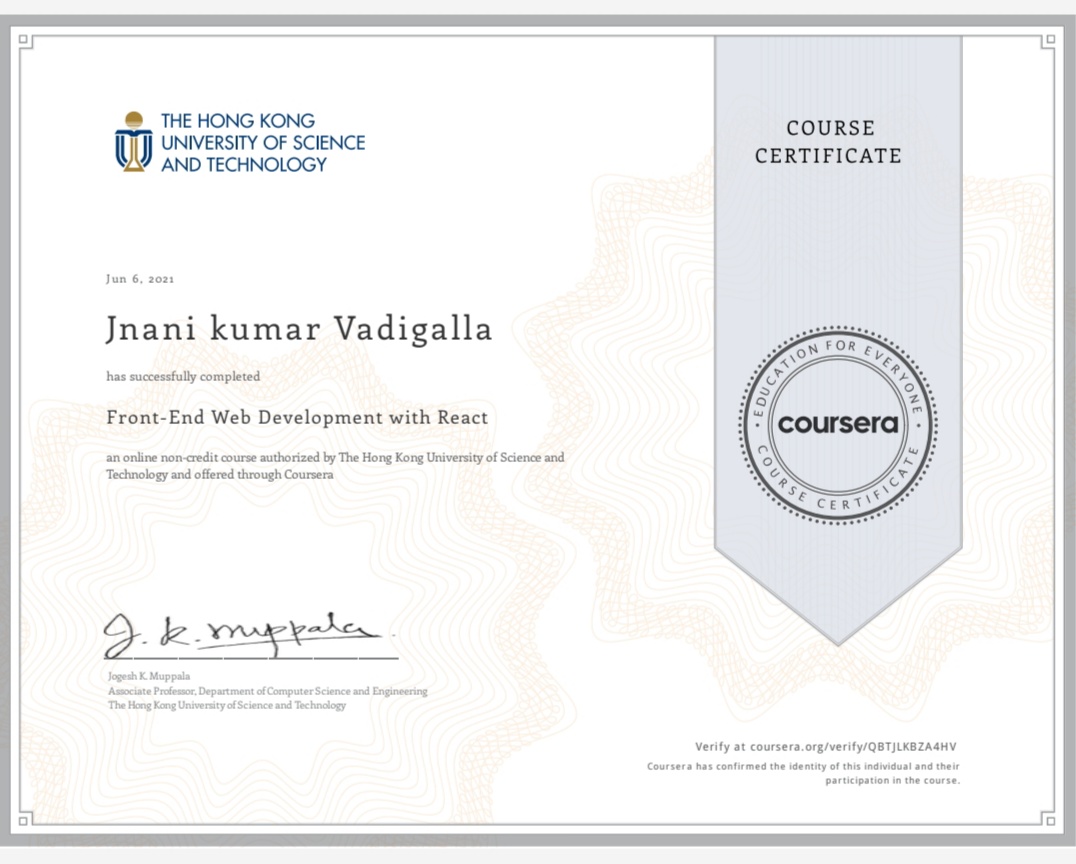 THE HONG KONG
UNIVERSITY OF SCIENCE
AND TECHNOLOGY
COURSE
CERTIFICATE
Jun 6, 2021
Jnani kumar Vadigalla
has successfully completed
Front-End Web Development with React
an online non-credit course authorized by The Hong Kong University of Science and
Technology and offered through Coursera
EDUCATION FOR EVERYONE
coursera
COURSE CERTIFICATE
J. K. Muppala
Jogesh K. Muppala
Associate Professor, Department of Computer Science and Engineering
The Hong Kong University of Science and Technology
Verify at coursera.org/verify/QBTJLKBZA4HV
Coursera has confirmed the identity of this individual and their
participation in the course.